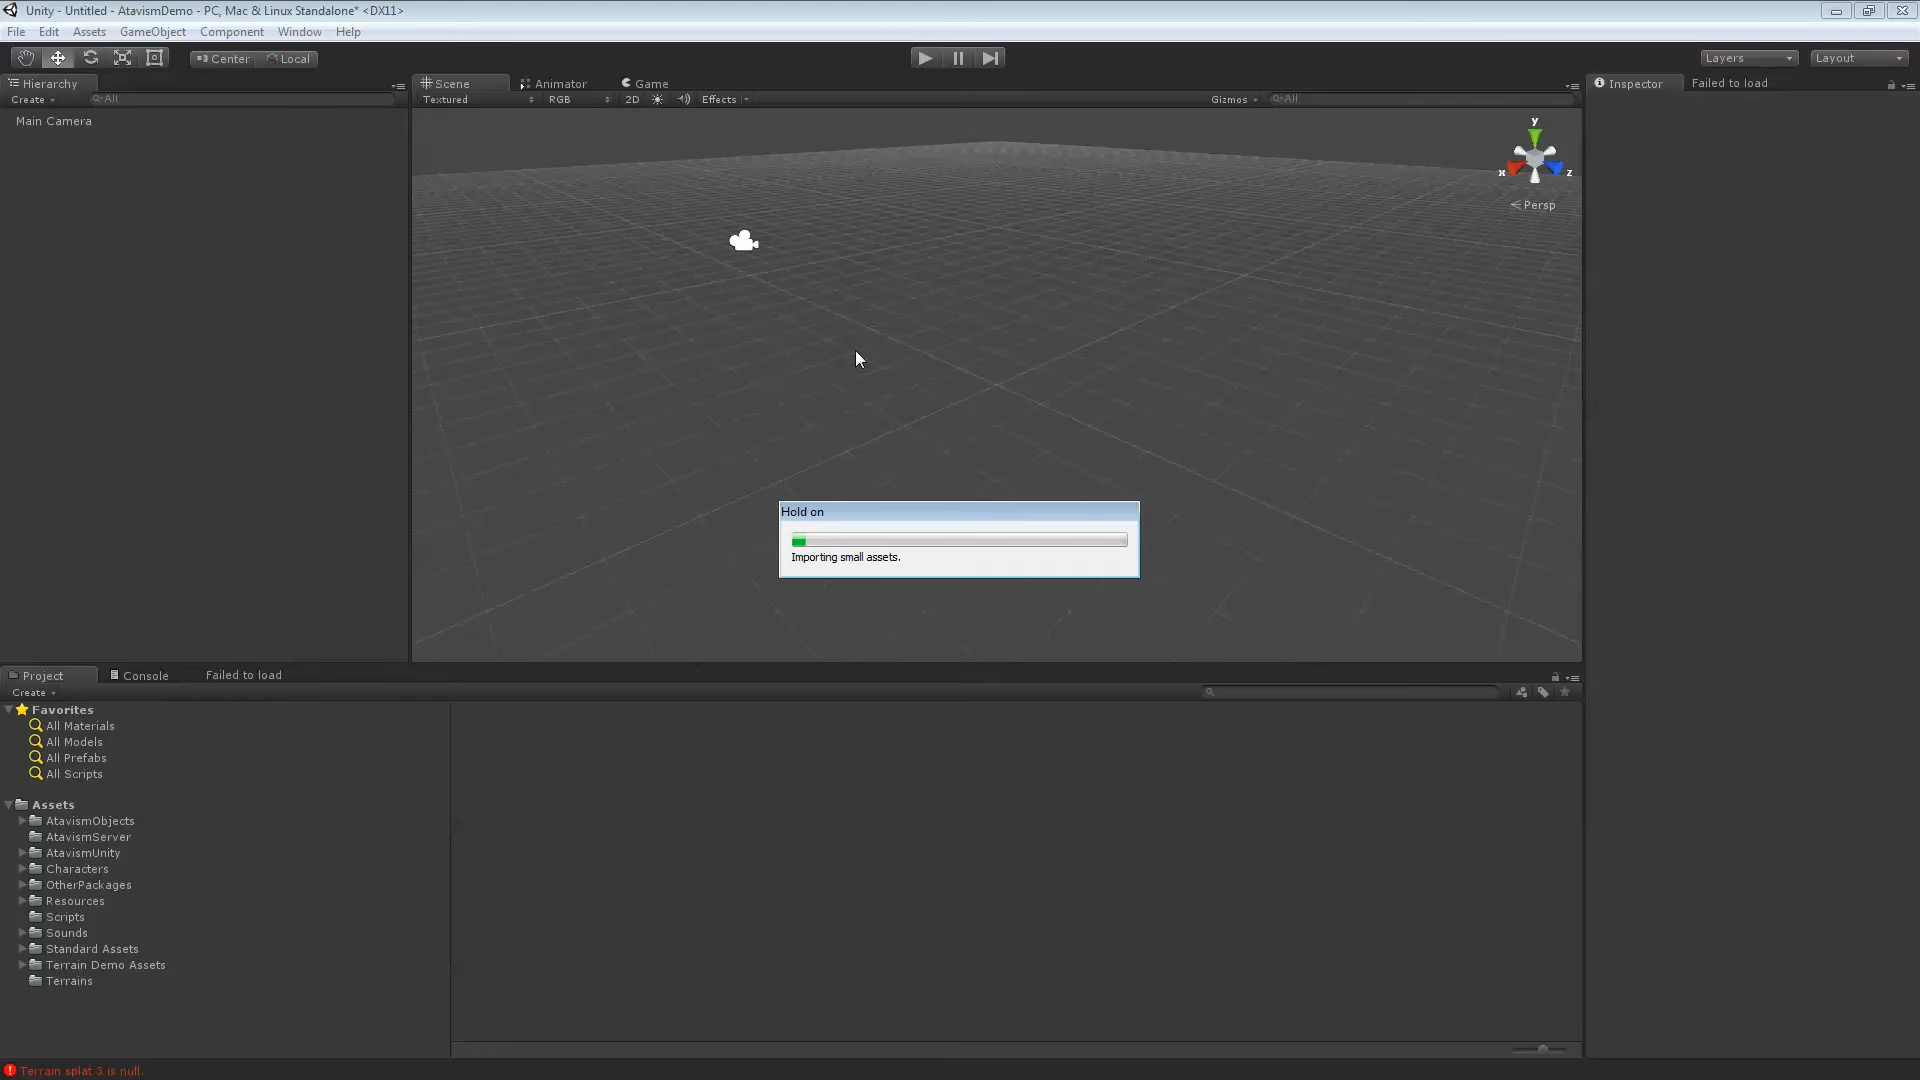 Unity - Untitled - AtavismDemo - PC, Mac & Linux Standalone* <DX11>
File Edit Assets GameObject Component Window Help
Center Local Layers Layout
Hierarchy Scene Animator Game Inspector Failed to load
Create All Textured RGB 2D Effects Gizmos All
Main Camera
y
x z
Persp
Hold on
Importing small assets.
Project Console Failed to load
Create
Favorites
All Materials
All Models
All Prefabs
All Scripts
Assets
AtavismObjects
AtavismServer
AtavismUnity
Characters
OtherPackages
Resources
Scripts
Sounds
Standard Assets
Terrain Demo Assets
Terrains
Terrain splat 3 is null.